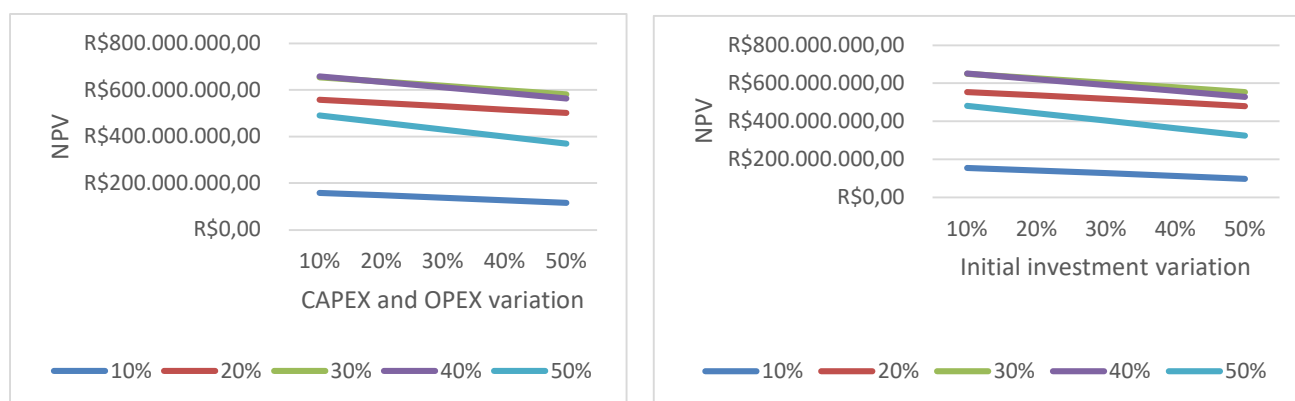 R$800.000.000,00
R$600.000.000,00
R$400.000.000,00
R$200.000.000,00
R$0,00
NPV
10% 20% 30% 40% 50%
CAPEX and OPEX variation
10% 20% 30% 40% 50%
R$800.000.000,00
R$600.000.000,00
R$400.000.000,00
R$200.000.000,00
R$0,00
NPV
10% 20% 30% 40% 50%
Initial investment variation
10% 20% 30% 40% 50%